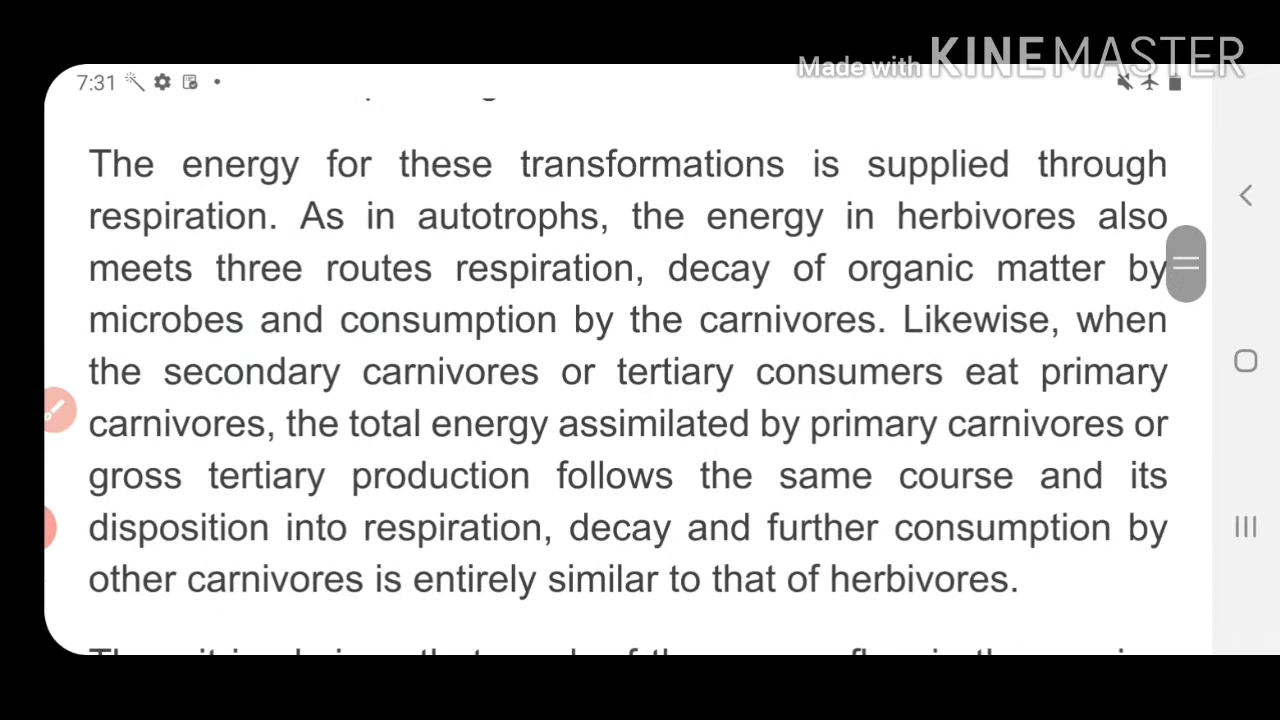 Made with KINEMASTER
7:31
The energy for these transformations is supplied through
respiration. As in autotrophs, the energy in herbivores also
meets three routes respiration, decay of organic matter by
microbes and consumption by the carnivores. Likewise, when
the secondary carnivores or tertiary consumers eat primary
carnivores, the total energy assimilated by primary carnivores or
gross tertiary production follows the same course and its
disposition into respiration, decay and further consumption by
other carnivores is entirely similar to that of herbivores.